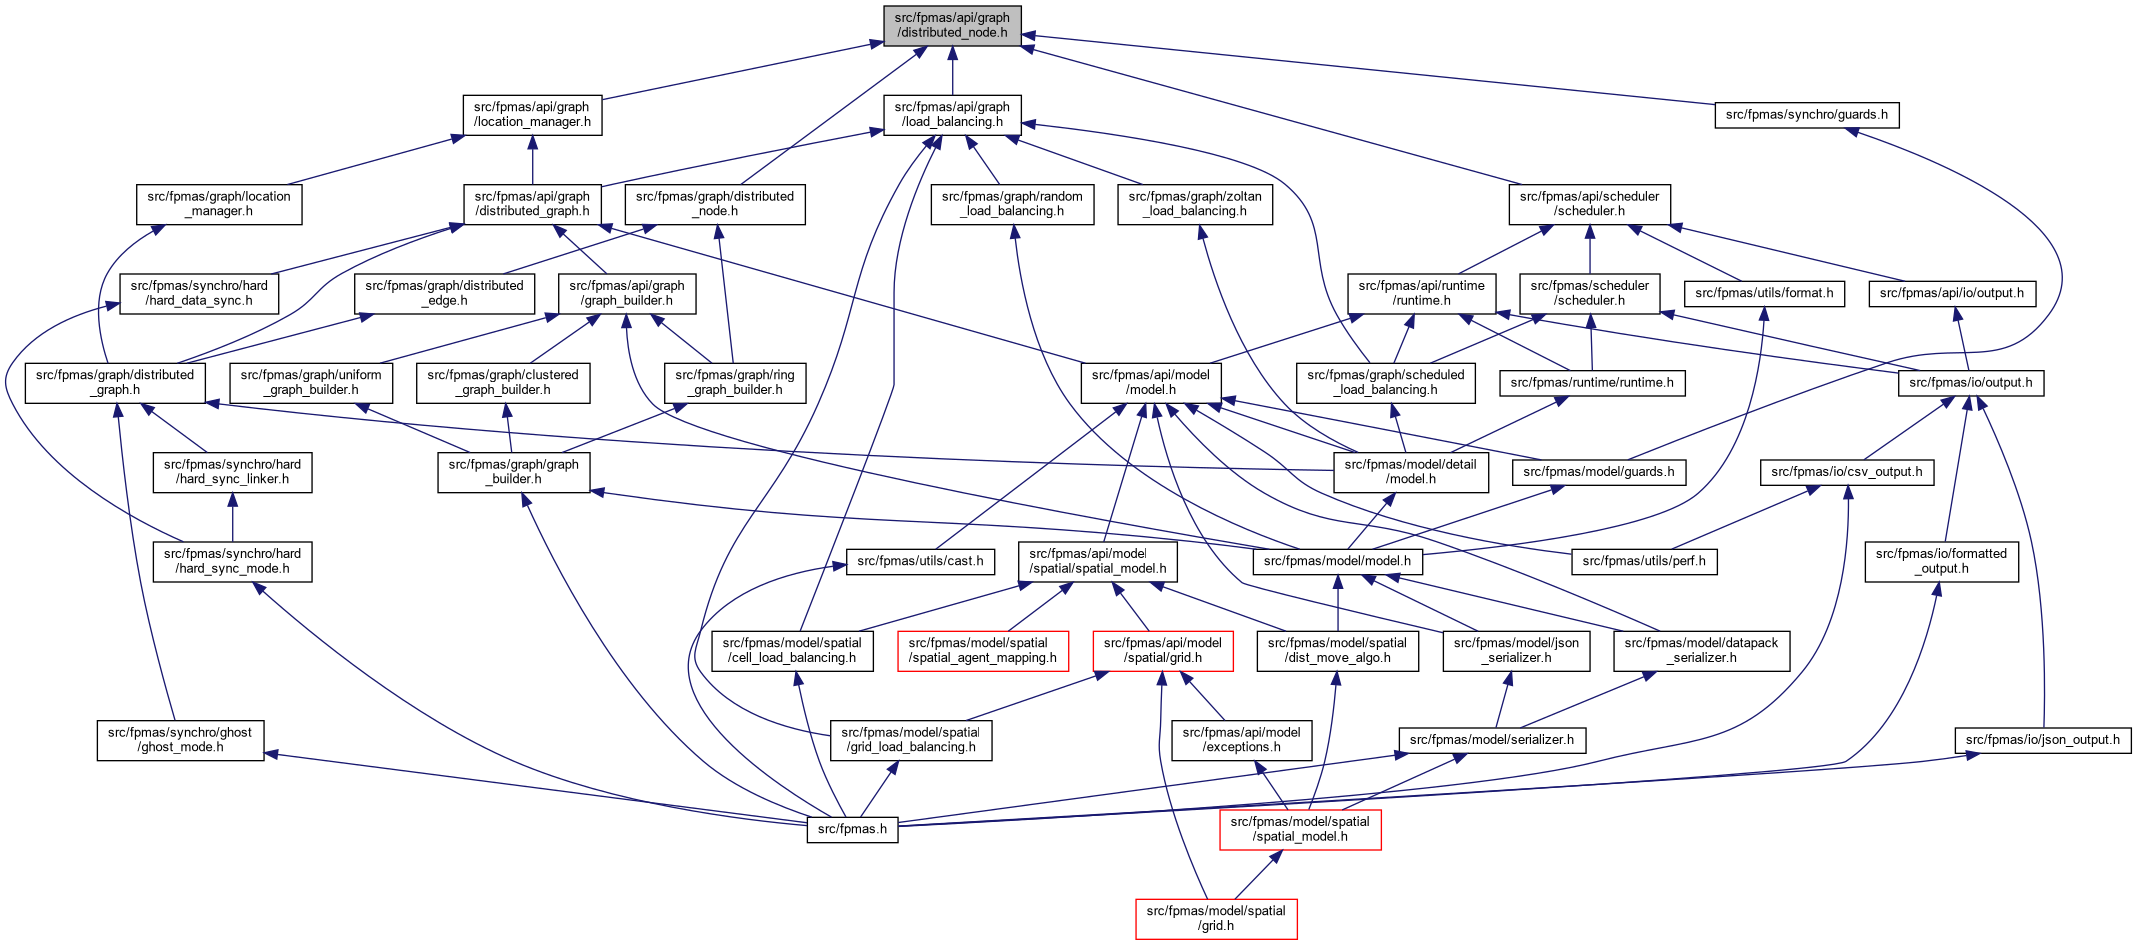 src/fpmas/api/graph
/distributed_node.h
src/fpmas/api/graph
/location_manager.h
src/fpmas/api/graph
/load_balancing.h
src/fpmas/synchro/guards.h
src/fpmas/graph/location
_manager.h
src/fpmas/api/graph
/distributed_graph.h
src/fpmas/graph/distributed
_node.h
src/fpmas/graph/random
_load_balancing.h
src/fpmas/graph/zoltan
_load_balancing.h
src/fpmas/api/scheduler
/scheduler.h
src/fpmas/synchro/hard
/hard_data_sync.h
src/fpmas/graph/distributed
_edge.h
src/fpmas/api/graph
/graph_builder.h
src/fpmas/api/runtime
/runtime.h
src/fpmas/scheduler
/scheduler.h
src/fpmas/utils/format.h
src/fpmas/api/io/output.h
src/fpmas/graph/distributed
_graph.h
src/fpmas/graph/uniform
_graph_builder.h
src/fpmas/graph/clustered
_graph_builder.h
src/fpmas/graph/ring
_graph_builder.h
src/fpmas/api/model
/model.h
src/fpmas/graph/scheduled
_load_balancing.h
src/fpmas/runtime/runtime.h
src/fpmas/io/output.h
src/fpmas/synchro/hard
/hard_sync_linker.h
src/fpmas/graph/graph
_builder.h
src/fpmas/model/detail
/model.h
src/fpmas/model/guards.h
src/fpmas/io/csv_output.h
src/fpmas/synchro/hard
/hard_sync_mode.h
src/fpmas/utils/cast.h
src/fpmas/api/model
/spatial/spatial_model.h
src/fpmas/model/model.h
src/fpmas/utils/perf.h
src/fpmas/io/formatted
_output.h
src/fpmas/model/spatial
/cell_load_balancing.h
src/fpmas/model/spatial
/spatial_agent_mapping.h
src/fpmas/api/model
/spatial/grid.h
src/fpmas/model/spatial
/dist_move_algo.h
src/fpmas/model/json
_serializer.h
src/fpmas/model/datapack
_serializer.h
src/fpmas/synchro/ghost
/ghost_mode.h
src/fpmas/model/spatial
/grid_load_balancing.h
src/fpmas/api/model
/exceptions.h
src/fpmas/model/serializer.h
src/fpmas/io/json_output.h
src/fpmas.h
src/fpmas/model/spatial
/spatial_model.h
src/fpmas/model/spatial
/grid.h